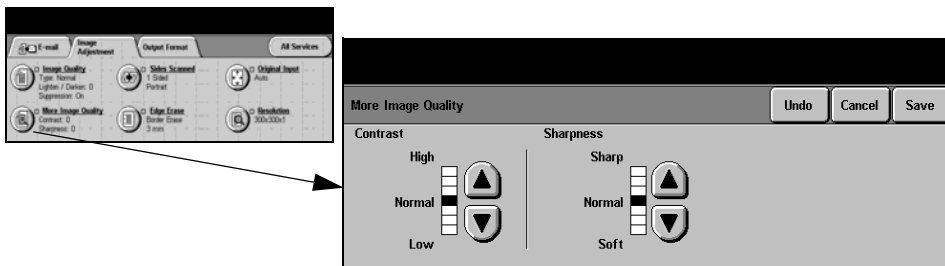 E-mail
Image Adjustment
Output Format
All Services
Image Quality
Type: Normal
Lighten / Darken: 0
Suppression: On
Sides Scanned
1 Sided
Portrait
Original Input
Auto
More Image Quality
Contrast: 0
Sharpness: 0
Edge Erase
Border Erase
3 mm
Resolution
300x300x1
More Image Quality
Undo
Cancel
Save
Contrast
High
Normal
Low
Sharpness
Sharp
Normal
Soft